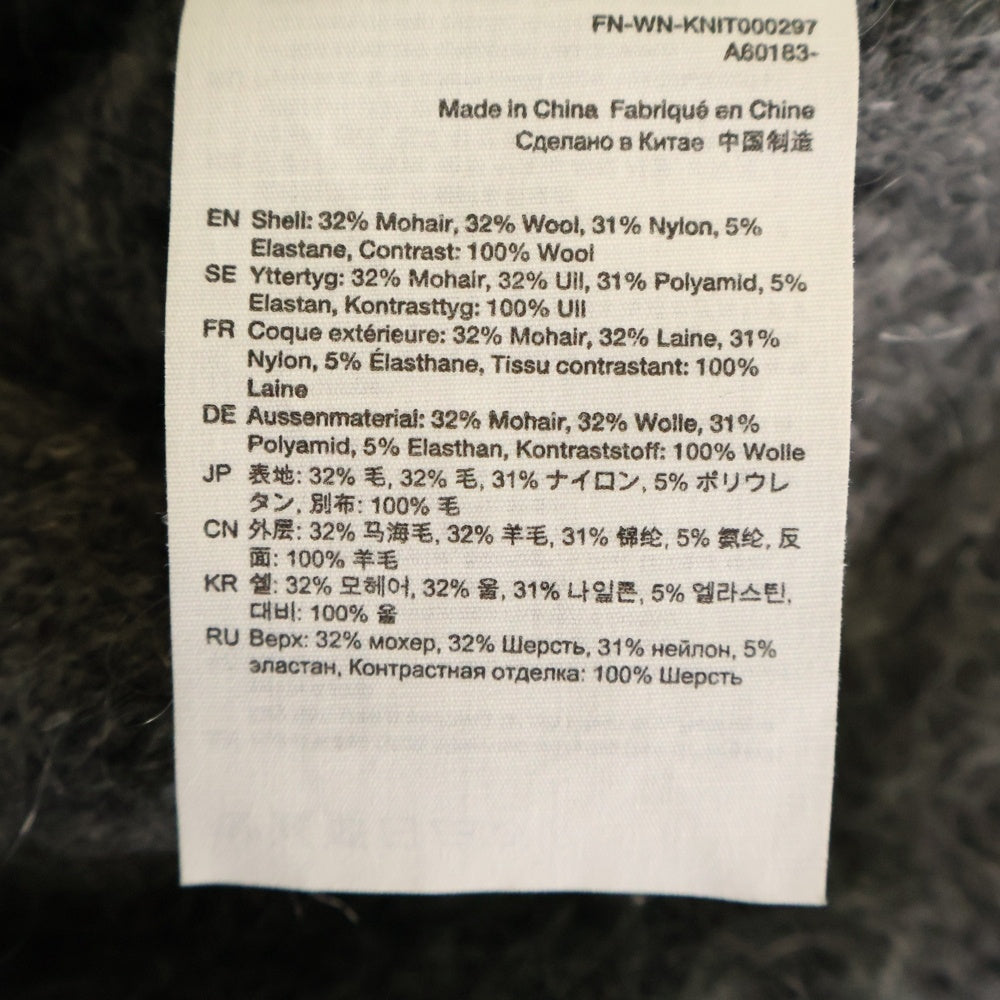 FN-WN-KNIT000297
A60183-
Made in China Fabriqué en Chine
Сделано в Китае 中国制造
EN Shell: 32% Mohair, 32% Wool, 31% Nylon, 5%
Elastane, Contrast: 100% Wool
SE Yttertyg: 32% Mohair, 32% Ull, 31% Polyamid, 5%
Elastan, Kontrasttyg: 100% Ull
FR Coque extérieure: 32% Mohair, 32% Laine, 31%
Nylon, 5% Élasthane, Tissu contrastant: 100%
Laine
DE Aussenmaterial: 32% Mohair, 32% Wolle, 31%
Polyamid, 5% Elasthan, Kontraststoff: 100% Wolle
JP 表地: 32% 毛, 32% 毛, 31% ナイロン, 5% ポリウレ
タン, 別布: 100% 毛
CN 外层: 32% 马海毛, 32% 羊毛, 31% 锦纶, 5% 氨纶, 反
面: 100% 羊毛
KR 쉘: 32% 모헤어, 32% 울, 31% 나일론, 5% 엘라스틴,
대비: 100% 울
RU Верх: 32% мохер, 32% Шерсть, 31% нейлон, 5%
эластан, Контрастная отделка: 100% Шерсть